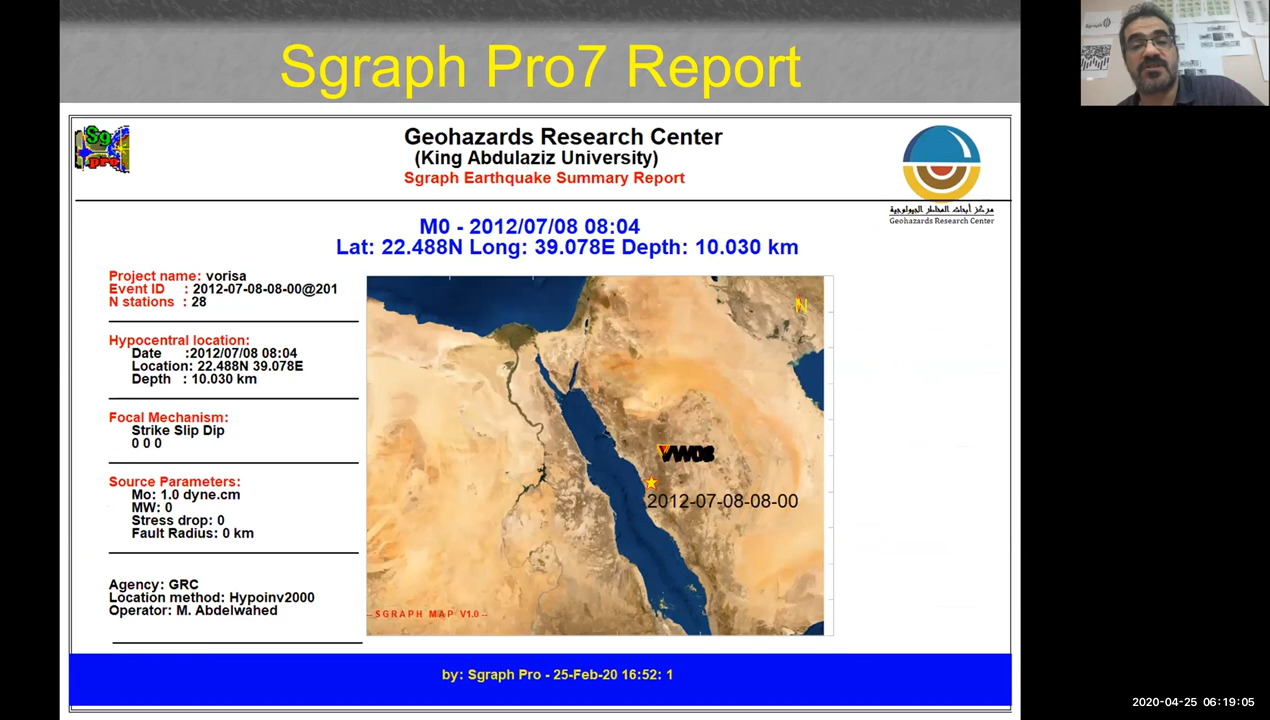 Sgraph Pro7 Report
Sg
pro
Geohazards Research Center
(King Abdulaziz University)
Sgraph Earthquake Summary Report
مركز أبحاث المخاطر الجيولوجية
Geohazards Research Center
M0 - 2012/07/08 08:04
Lat: 22.488N Long: 39.078E Depth: 10.030 km
Project name: vorisa
Event ID : 2012-07-08-08-00@201
N stations : 28
Hypocentral location:
Date :2012/07/08 08:04
Location: 22.488N 39.078E
Depth : 10.030 km
Focal Mechanism:
Strike Slip Dip
0 0 0
Source Parameters:
Mo: 1.0 dyne.cm
MW: 0
Stress drop: 0
Fault Radius: 0 km
Agency: GRC
Location method: Hypoinv2000
Operator: M. Abdelwahed
N
2012-07-08-08-00
--SGRAPH MAP V1.0--
by: Sgraph Pro - 25-Feb-20 16:52: 1
2020-04-25 06:19:05